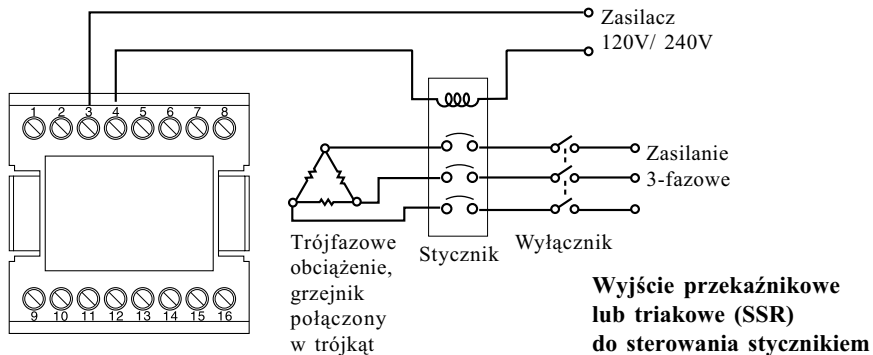 Zasilacz
120V/ 240V
1 2 3 4 5 6 7 8
Zasilanie
3-fazowe
Trójfazowe
obciążenie,
grzejnik
połączony
w trójkąt
Stycznik
Wyłącznik
9 10 11 12 13 14 15 16
Wyjście przekaźnikowe
lub triakowe (SSR)
do sterowania stycznikiem